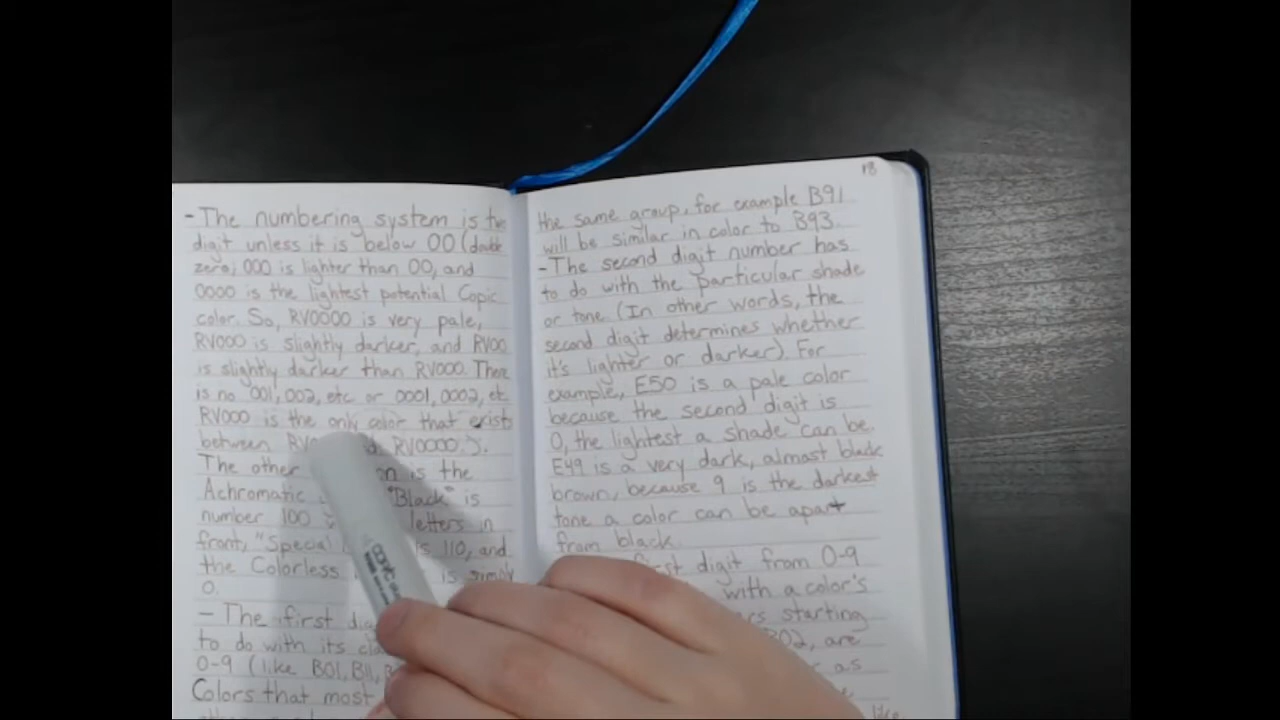 - The numbering system is two
digit unless it is below 00 (double
zero; 000 is lighter than 00, and
0000 is the lightest potential Copic
color. So, RV0000 is very pale,
RV000 is slightly darker, and RV00
is slightly darker than RV000. There
is no 001, 002, etc or 0001, 0002, etc
RV000 is the only color that exists
between RV0 RV0000.).
The other is the
Achromatic "Black" is
number 100 letters in
front, "Special is 110, and
the Colorless is simply
0.
- The first
to do with its
0-9 (like B01, B11,
Colors that most
18
the same group, for example B91
will be similar in color to B93.
- The second digit number has
to do with the particular shade
or tone. (In other words, the
second digit determines whether
it's lighter or darker). For
example, E50 is a pale color
because the second digit is
0, the lightest a shade can be.
E49 is a very dark, almost black
brown, because 9 is the darkest
tone a color can be apart
from black.
digit from 0-9
with a color's
starting
B02, are
as
like
copic